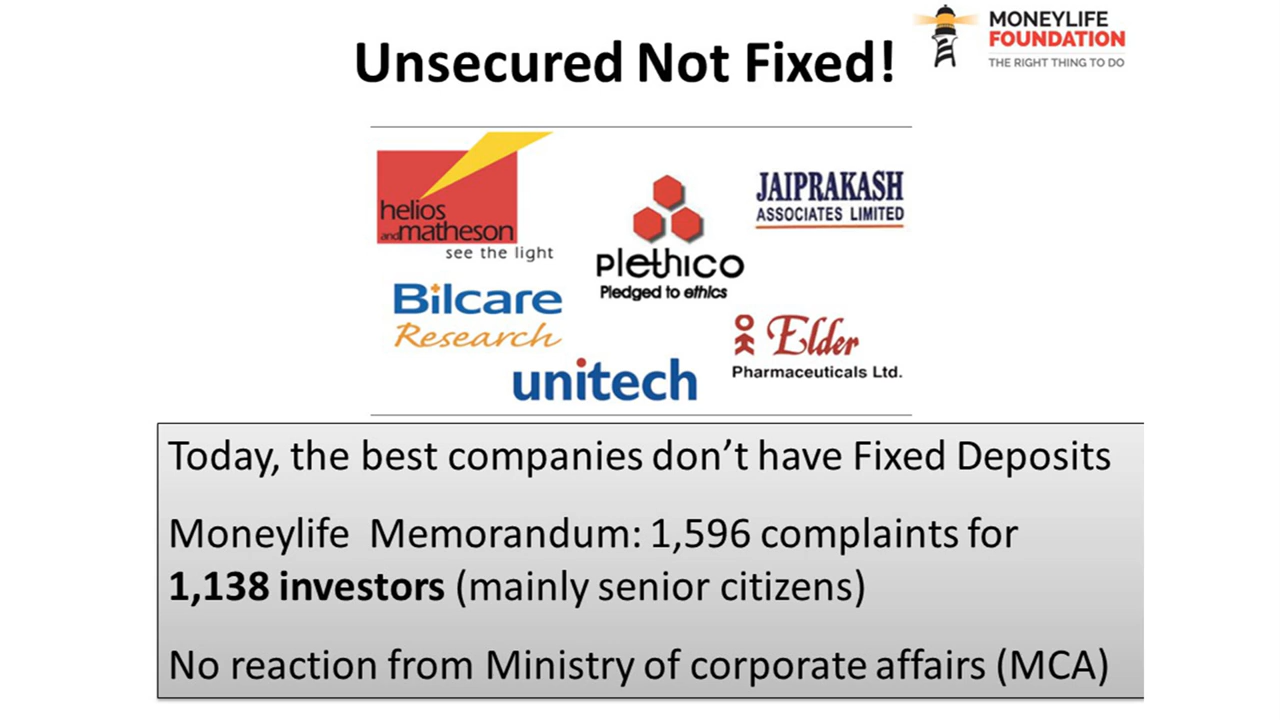 Unsecured Not Fixed!
MONEYLIFE
FOUNDATION
THE RIGHT THING TO DO
helios
andmatheson
see the light
Plethico
Pledged to ethics
JAIPRAKASH
ASSOCIATES LIMITED
Bilcare
Research
unitech
Elder
Pharmaceuticals Ltd.
Today, the best companies don’t have Fixed Deposits
Moneylife Memorandum: 1,596 complaints for
1,138 investors (mainly senior citizens)
No reaction from Ministry of corporate affairs (MCA)